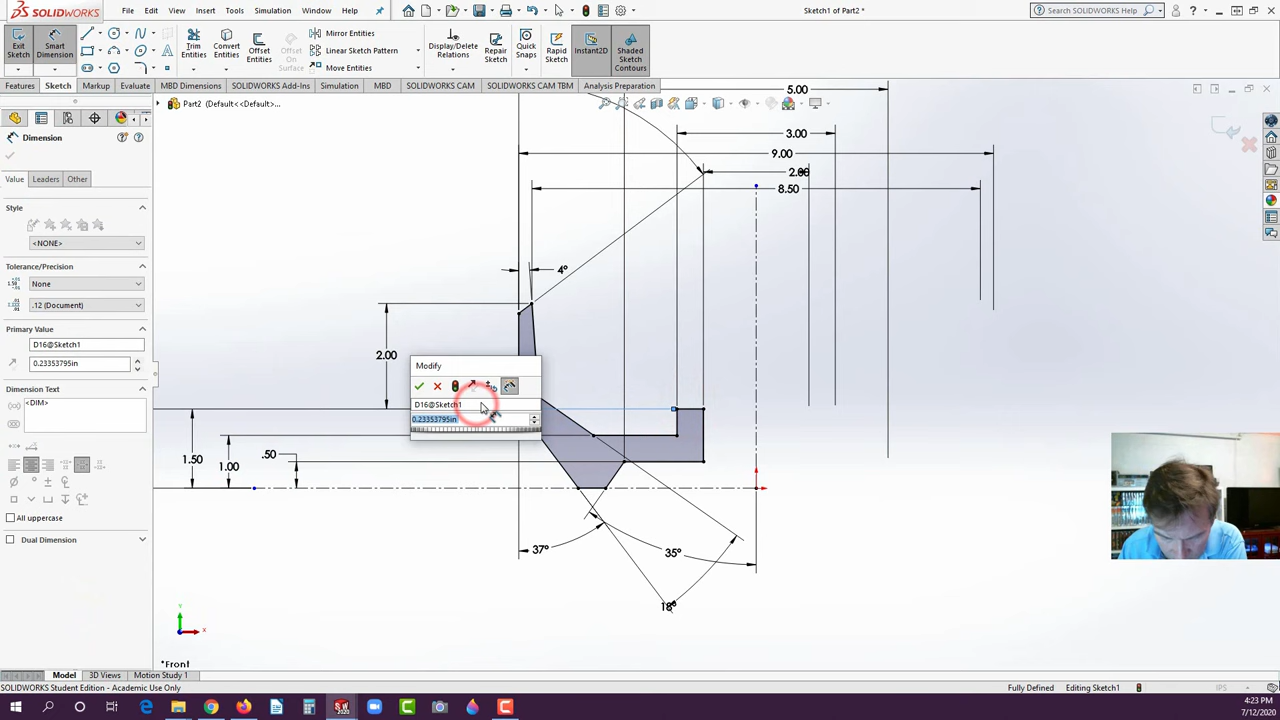 SOLIDWORKS
File Edit View Insert Tools Simulation Window Help
Sketch1 of Part2 *
Search SOLIDWORKS Help
Exit Sketch
Smart Dimension
Trim Entities
Convert Entities
Offset Entities
Offset On Surface
Mirror Entities
Linear Sketch Pattern
Move Entities
Display/Delete Relations
Repair Sketch
Quick Snaps
Rapid Sketch
Instant2D
Shaded Sketch Contours
Features Sketch Markup Evaluate MBD Dimensions SOLIDWORKS Add-Ins Simulation MBD SOLIDWORKS CAM SOLIDWORKS CAM TBM Analysis Preparation
Part2 (Default<<Default>...
Dimension
Value Leaders Other
Style
<NONE>
Tolerance/Precision
None
.12 (Document)
Primary Value
D16@Sketch1
0.23353795in
Dimension Text
<DIM>
All uppercase
Dual Dimension
5.00
3.00
9.00
2.00
8.50
4°
2.00
Modify
D16@Sketch1
0.23353795in
1.50
1.00
.50
37°
35°
18°
Y
X
*Front
Model 3D Views Motion Study 1
SOLIDWORKS Student Edition - Academic Use Only
Fully Defined Editing Sketch1
IPS
4:23 PM
7/12/2020